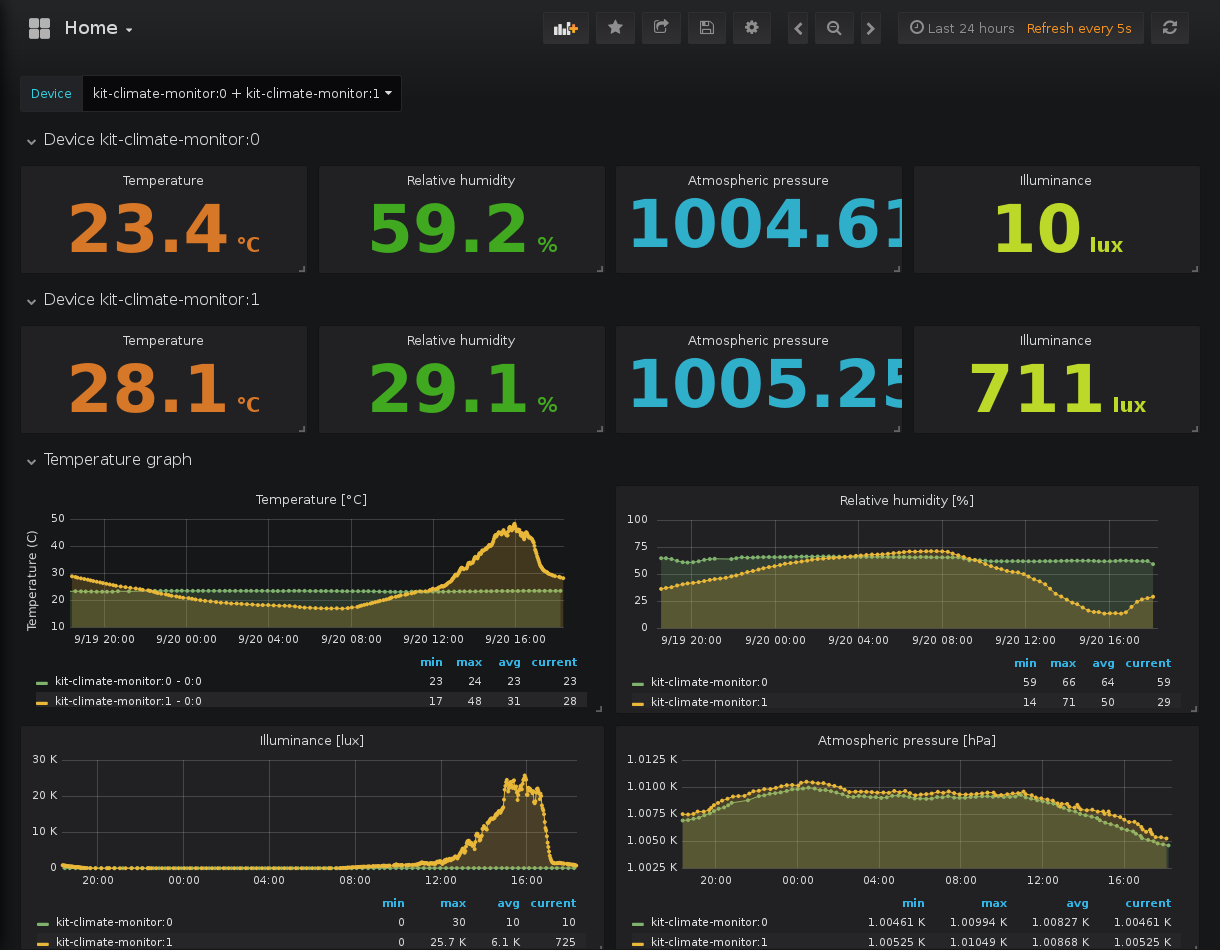 Home
Last 24 hours Refresh every 5s
Device kit-climate-monitor:0 + kit-climate-monitor:1
Device kit-climate-monitor:0
Temperature Relative humidity Atmospheric pressure Illuminance
23.4 °C 59.2 % 1004.61 10 lux
Device kit-climate-monitor:1
Temperature Relative humidity Atmospheric pressure Illuminance
28.1 °C 29.1 % 1005.25 711 lux
Temperature graph
Temperature [°C]
Temperature (C)
50
40
30
20
10
9/19 20:00 9/20 00:00 9/20 04:00 9/20 08:00 9/20 12:00 9/20 16:00
min max avg current
kit-climate-monitor:0 - 0:0 23 24 23 23
kit-climate-monitor:1 - 0:0 17 48 31 28
Relative humidity [%]
100
75
50
25
0
9/19 20:00 9/20 00:00 9/20 04:00 9/20 08:00 9/20 12:00 9/20 16:00
min max avg current
kit-climate-monitor:0 59 66 64 59
kit-climate-monitor:1 14 71 50 29
Illuminance [lux]
30 K
20 K
10 K
0
20:00 00:00 04:00 08:00 12:00 16:00
min max avg current
kit-climate-monitor:0 0 30 10 10
kit-climate-monitor:1 0 25.7 K 6.1 K 725
Atmospheric pressure [hPa]
1.0125 K
1.0100 K
1.0075 K
1.0050 K
1.0025 K
20:00 00:00 04:00 08:00 12:00 16:00
min max avg current
kit-climate-monitor:0 1.00461 K 1.00994 K 1.00827 K 1.00461 K
kit-climate-monitor:1 1.00525 K 1.01049 K 1.00868 K 1.00525 K